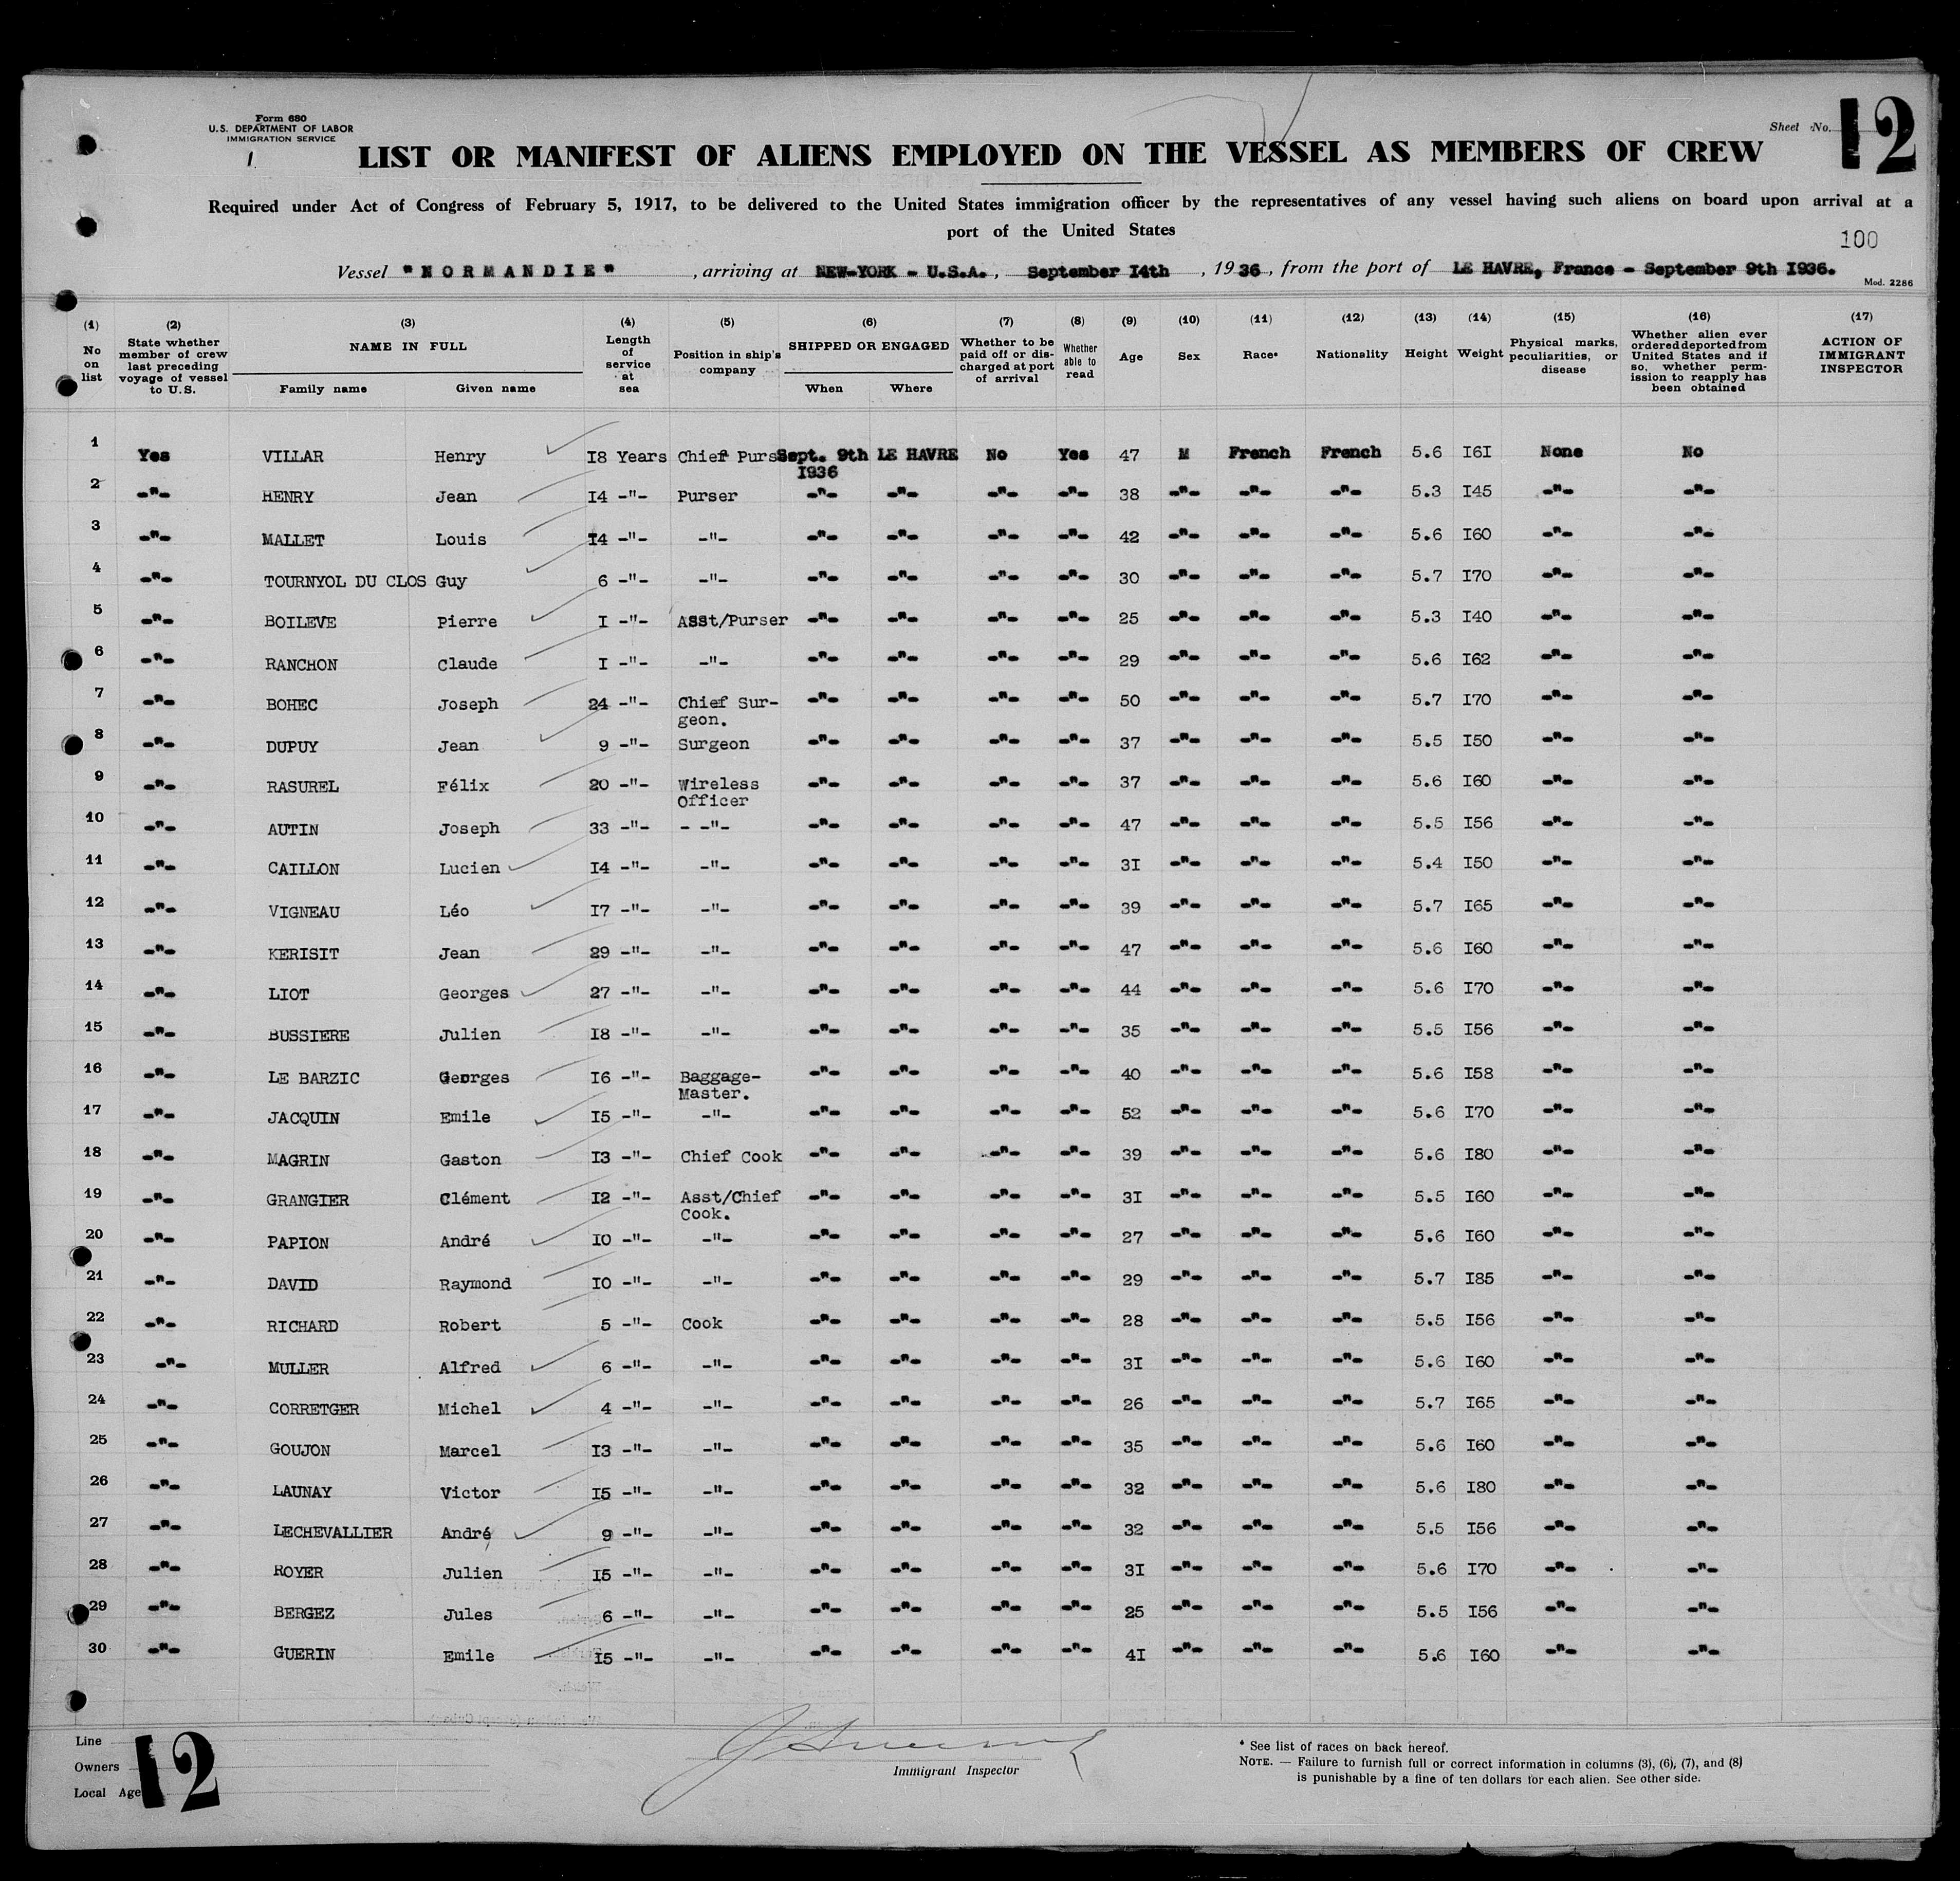 Form 680
U.S. DEPARTMENT OF LABOR
IMMIGRATION SERVICE
1.
Sheet No. 12
LIST OR MANIFEST OF ALIENS EMPLOYED ON THE VESSEL AS MEMBERS OF CREW
Required under Act of Congress of February 5, 1917, to be delivered to the United States immigration officer by the representatives of any vessel having such aliens on board upon arrival at a
port of the United States
100
Vessel "NORMANDIE", arriving at NEW-YORK - U.S.A., September I4th, 1936, from the port of LE HAVRE, France - September 9th I936.
Mod. 2286
(1) No on list (2) State whether member of crew last preceding voyage of vessel to U.S. (3) NAME IN FULL Family name Given name (4) Length of service at sea (5) Position in ship's company (6) SHIPPED OR ENGAGED When Where (7) Whether to be paid off or discharged at port of arrival (8) Whether able to read (9) Age (10) Sex (11) Race* (12) Nationality (13) Height (14) Weight (15) Physical marks, peculiarities, or disease (16) Whether alien ever ordered deported from United States and if so, whether permission to reapply has been obtained (17) ACTION OF IMMIGRANT INSPECTOR
1 Yes VILLAR Henry I8 Years Chief Purs Sept. 9th I936 LE HAVRE No Yes 47 M French French 5.6 I6I None No
2 -"- HENRY Jean I4 -"- Purser -"- -"- -"- -"- 38 -"- -"- -"- 5.3 I45 -"- -"-
3 -"- MALLET Louis I4 -"- -"- -"- -"- -"- -"- 42 -"- -"- -"- 5.6 I60 -"- -"-
4 -"- TOURNYOL DU CLOS Guy 6 -"- -"- -"- -"- -"- -"- 30 -"- -"- -"- 5.7 I70 -"- -"-
5 -"- BOILEVE Pierre I -"- Asst/Purser -"- -"- -"- -"- 25 -"- -"- -"- 5.3 I40 -"- -"-
6 -"- RANCHON Claude I -"- -"- -"- -"- -"- -"- 29 -"- -"- -"- 5.6 I62 -"- -"-
7 -"- BOHEC Joseph 24 -"- Chief Sur-geon. -"- -"- -"- -"- 50 -"- -"- -"- 5.7 I70 -"- -"-
8 -"- DUPUY Jean 9 -"- Surgeon -"- -"- -"- -"- 37 -"- -"- -"- 5.5 I50 -"- -"-
9 -"- RASUREL Félix 20 -"- Wireless Officer -"- -"- -"- -"- 37 -"- -"- -"- 5.6 I60 -"- -"-
10 -"- AUTIN Joseph 33 -"- - -"- -"- -"- -"- -"- 47 -"- -"- -"- 5.5 I56 -"- -"-
11 -"- CAILLON Lucien I4 -"- -"- -"- -"- -"- -"- 3I -"- -"- -"- 5.4 I50 -"- -"-
12 -"- VIGNEAU Léo I7 -"- -"- -"- -"- -"- -"- 39 -"- -"- -"- 5.7 I65 -"- -"-
13 -"- KERISIT Jean 29 -"- -"- -"- -"- -"- -"- 47 -"- -"- -"- 5.6 I60 -"- -"-
14 -"- LIOT Georges 27 -"- -"- -"- -"- -"- -"- 44 -"- -"- -"- 5.6 I70 -"- -"-
15 -"- BUSSIERE Julien I8 -"- -"- -"- -"- -"- -"- 35 -"- -"- -"- 5.5 I56 -"- -"-
16 -"- LE BARZIC Georges I6 -"- Baggage-Master. -"- -"- -"- -"- 40 -"- -"- -"- 5.6 I58 -"- -"-
17 -"- JACQUIN Emile I5 -"- -"- -"- -"- -"- -"- 52 -"- -"- -"- 5.6 I70 -"- -"-
18 -"- MAGRIN Gaston I3 -"- Chief Cook -"- -"- -"- -"- 39 -"- -"- -"- 5.6 I80 -"- -"-
19 -"- GRANGIER Clément I2 -"- Asst/Chief Cook. -"- -"- -"- -"- 3I -"- -"- -"- 5.5 I60 -"- -"-
20 -"- PAPION André I0 -"- -"- -"- -"- -"- -"- 27 -"- -"- -"- 5.6 I60 -"- -"-
21 -"- DAVID Raymond I0 -"- -"- -"- -"- -"- -"- 29 -"- -"- -"- 5.7 I85 -"- -"-
22 -"- RICHARD Robert 5 -"- Cook -"- -"- -"- -"- 28 -"- -"- -"- 5.5 I56 -"- -"-
23 -"- MULLER Alfred 6 -"- -"- -"- -"- -"- -"- 3I -"- -"- -"- 5.6 I60 -"- -"-
24 -"- CORRETGER Michel 4 -"- -"- -"- -"- -"- -"- 26 -"- -"- -"- 5.7 I65 -"- -"-
25 -"- GOUJON Marcel I3 -"- -"- -"- -"- -"- -"- 35 -"- -"- -"- 5.6 I60 -"- -"-
26 -"- LAUNAY Victor I5 -"- -"- -"- -"- -"- -"- 32 -"- -"- -"- 5.6 I80 -"- -"-
27 -"- LECHEVALLIER André 9 -"- -"- -"- -"- -"- -"- 32 -"- -"- -"- 5.5 I56 -"- -"-
28 -"- ROYER Julien I5 -"- -"- -"- -"- -"- -"- 3I -"- -"- -"- 5.6 I70 -"- -"-
29 -"- BERGEZ Jules 6 -"- -"- -"- -"- -"- -"- 25 -"- -"- -"- 5.5 I56 -"- -"-
30 -"- GUERIN Emile I5 -"- -"- -"- -"- -"- -"- 4I -"- -"- -"- 5.6 I60 -"- -"-
Line
Owners
Local Age
12
Immigrant Inspector
* See list of races on back hereof.
NOTE. — Failure to furnish full or correct information in columns (3), (6), (7), and (8)
is punishable by a fine of ten dollars for each alien. See other side.